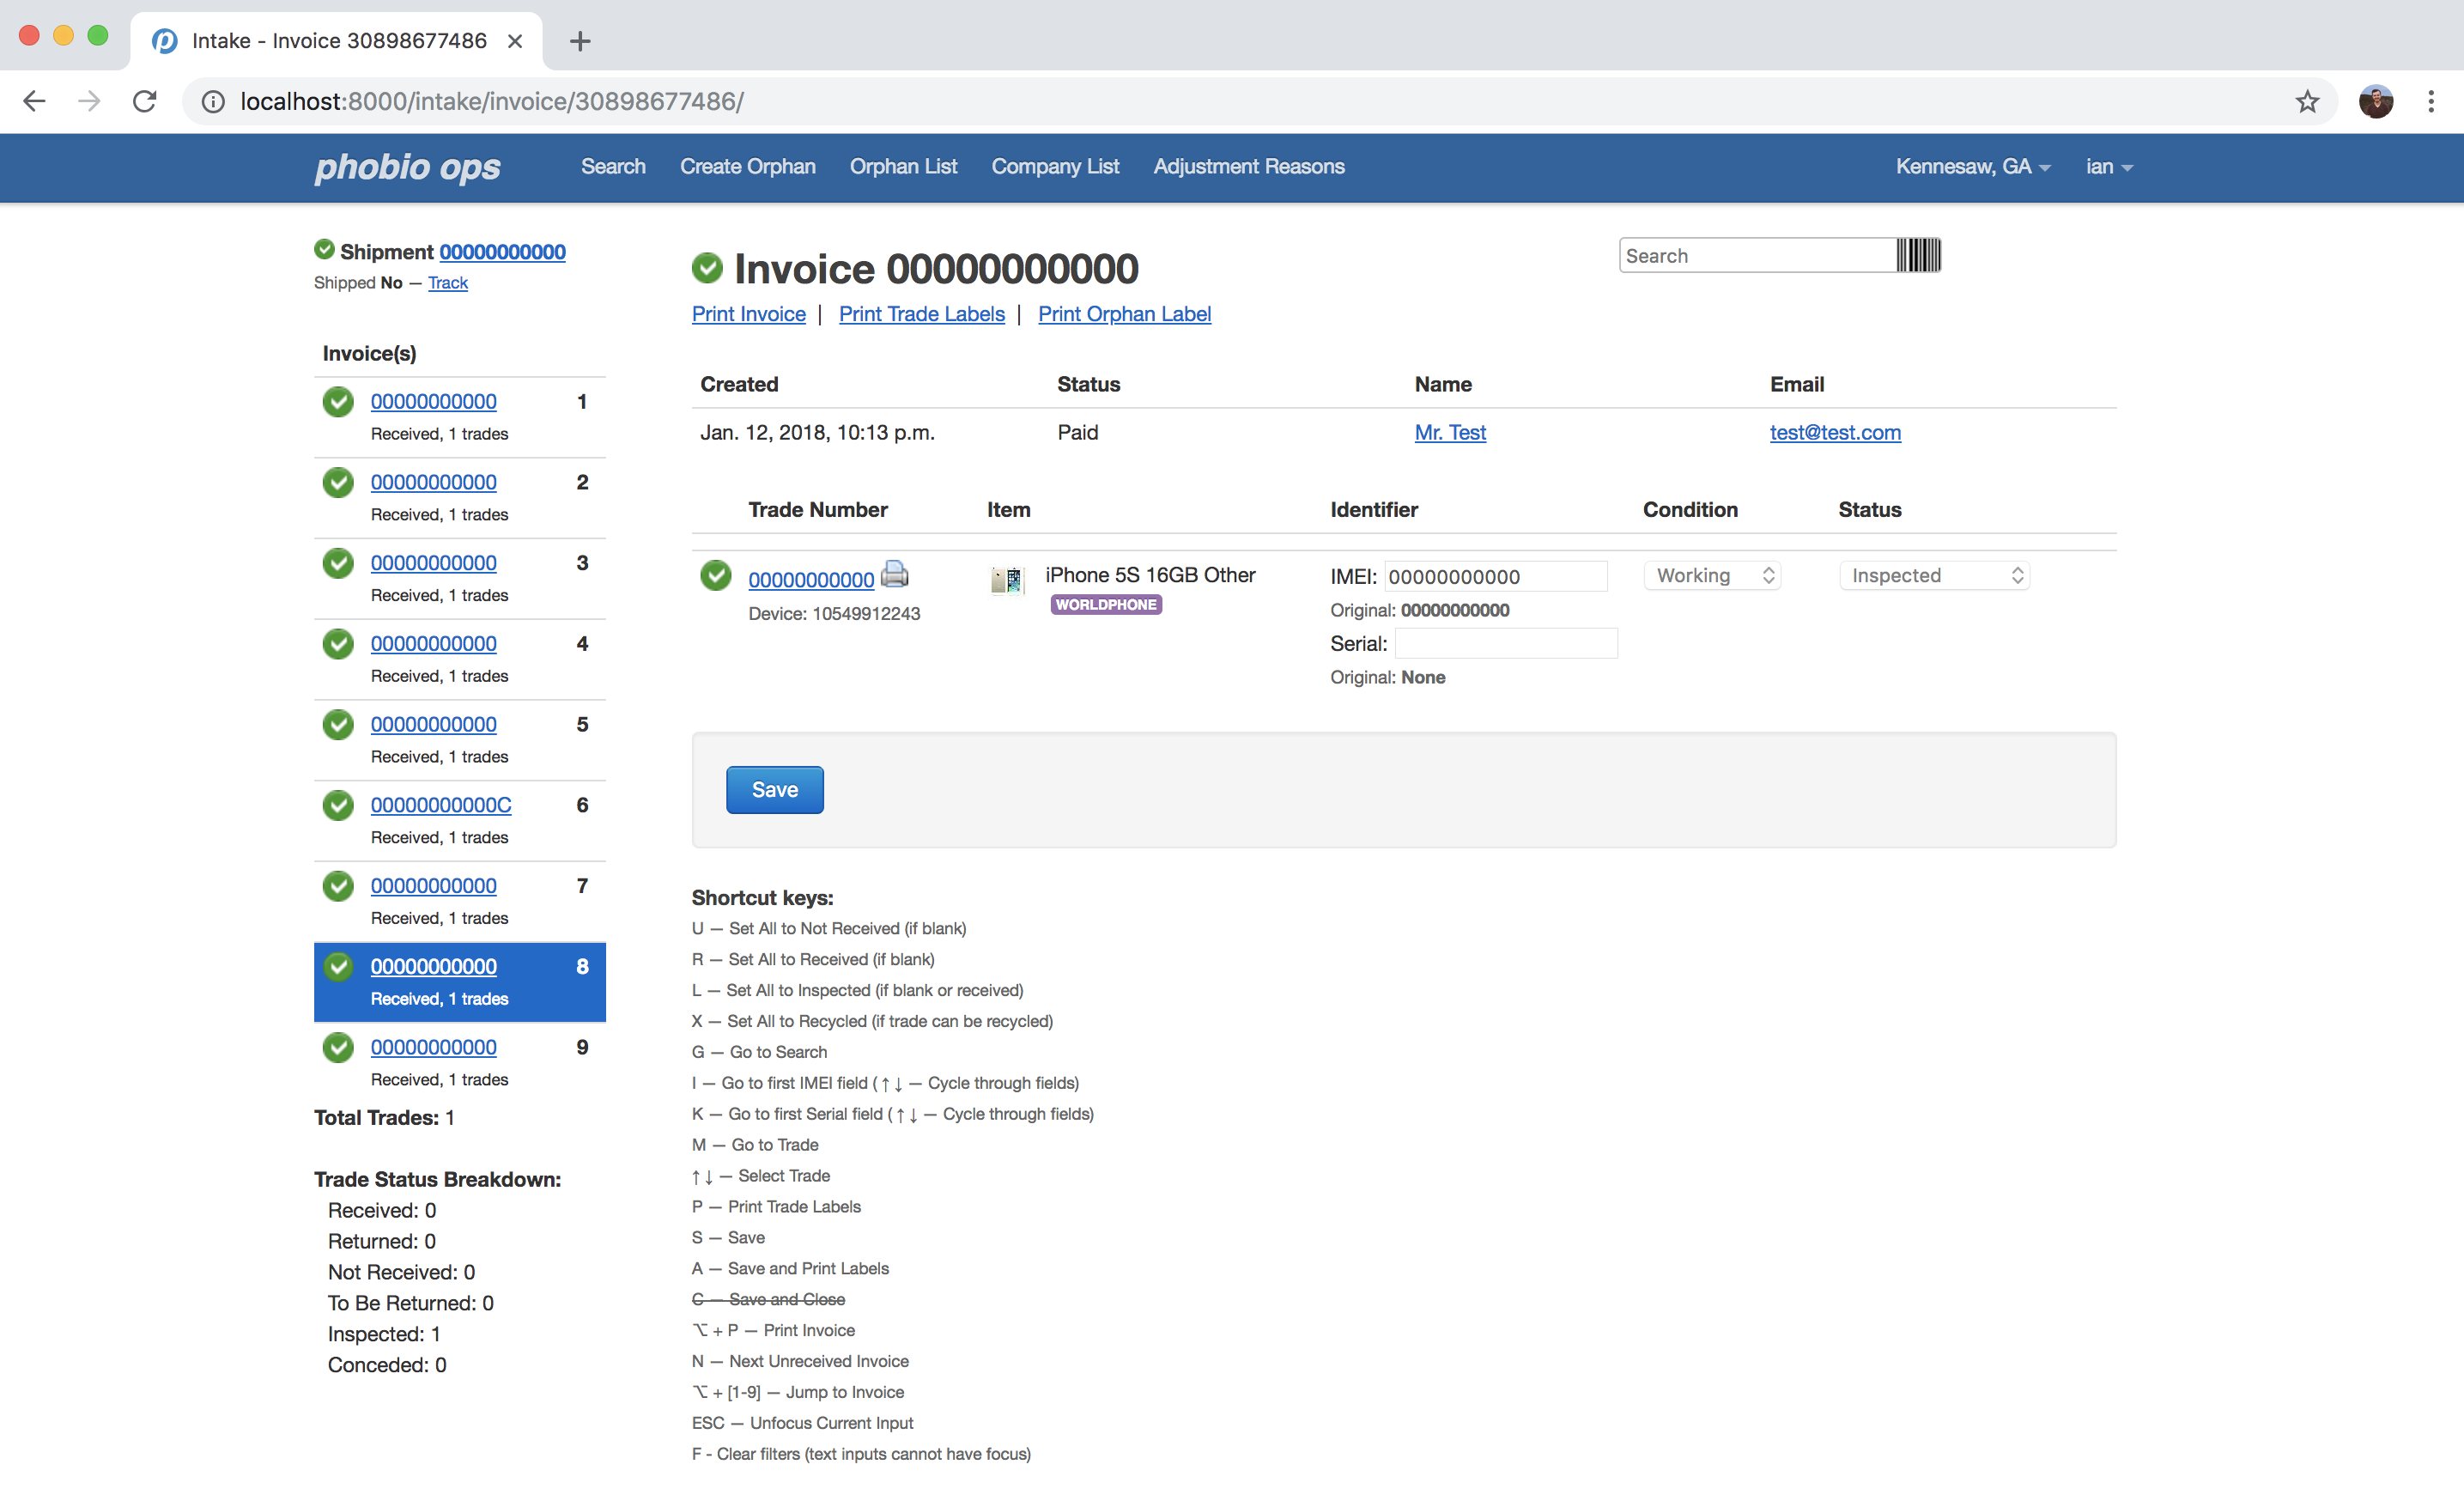 Intake - Invoice 30898677486
localhost:8000/intake/invoice/30898677486/
phobio ops Search Create Orphan Orphan List Company List Adjustment Reasons Kennesaw, GA ian
Shipment 00000000000
Shipped No — Track
Invoice(s)
00000000000 1
Received, 1 trades
00000000000 2
Received, 1 trades
00000000000 3
Received, 1 trades
00000000000 4
Received, 1 trades
00000000000 5
Received, 1 trades
00000000000C 6
Received, 1 trades
00000000000 7
Received, 1 trades
00000000000 8
Received, 1 trades
00000000000 9
Received, 1 trades
Total Trades: 1
Trade Status Breakdown:
Received: 0
Returned: 0
Not Received: 0
To Be Returned: 0
Inspected: 1
Conceded: 0
Invoice 00000000000
Search
Print Invoice | Print Trade Labels | Print Orphan Label
Created Status Name Email
Jan. 12, 2018, 10:13 p.m. Paid Mr. Test test@test.com
Trade Number Item Identifier Condition Status
00000000000 iPhone 5S 16GB Other IMEI: 00000000000 Working Inspected
WORLDPHONE
Device: 10549912243 Original: 00000000000
Serial:
Original: None
Save
Shortcut keys:
U — Set All to Not Received (if blank)
R — Set All to Received (if blank)
L — Set All to Inspected (if blank or received)
X — Set All to Recycled (if trade can be recycled)
G — Go to Search
I — Go to first IMEI field (↑↓ — Cycle through fields)
K — Go to first Serial field (↑↓ — Cycle through fields)
M — Go to Trade
↑↓ — Select Trade
P — Print Trade Labels
S — Save
A — Save and Print Labels
C — Save and Close
⌥ + P — Print Invoice
N — Next Unreceived Invoice
⌥ + [1-9] — Jump to Invoice
ESC — Unfocus Current Input
F - Clear filters (text inputs cannot have focus)